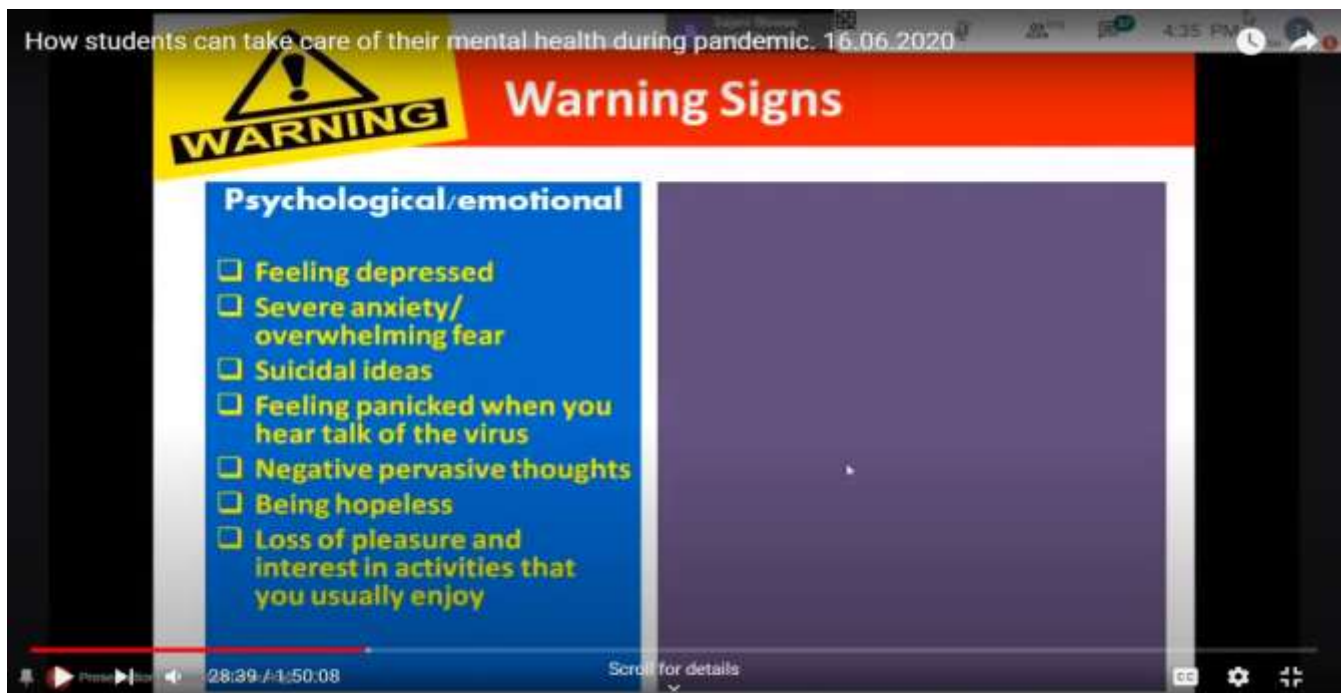 How students can take care of their mental health during pandemic. 16.06.2020
4:35 PM
WARNING
Warning Signs
Psychological/emotional
❑ Feeling depressed
❑ Severe anxiety/
overwhelming fear
❑ Suicidal ideas
❑ Feeling panicked when you
hear talk of the virus
❑ Negative pervasive thoughts
❑ Being hopeless
❑ Loss of pleasure and
interest in activities that
you usually enjoy
28:39 / 1:50:08
Scroll for details
CC